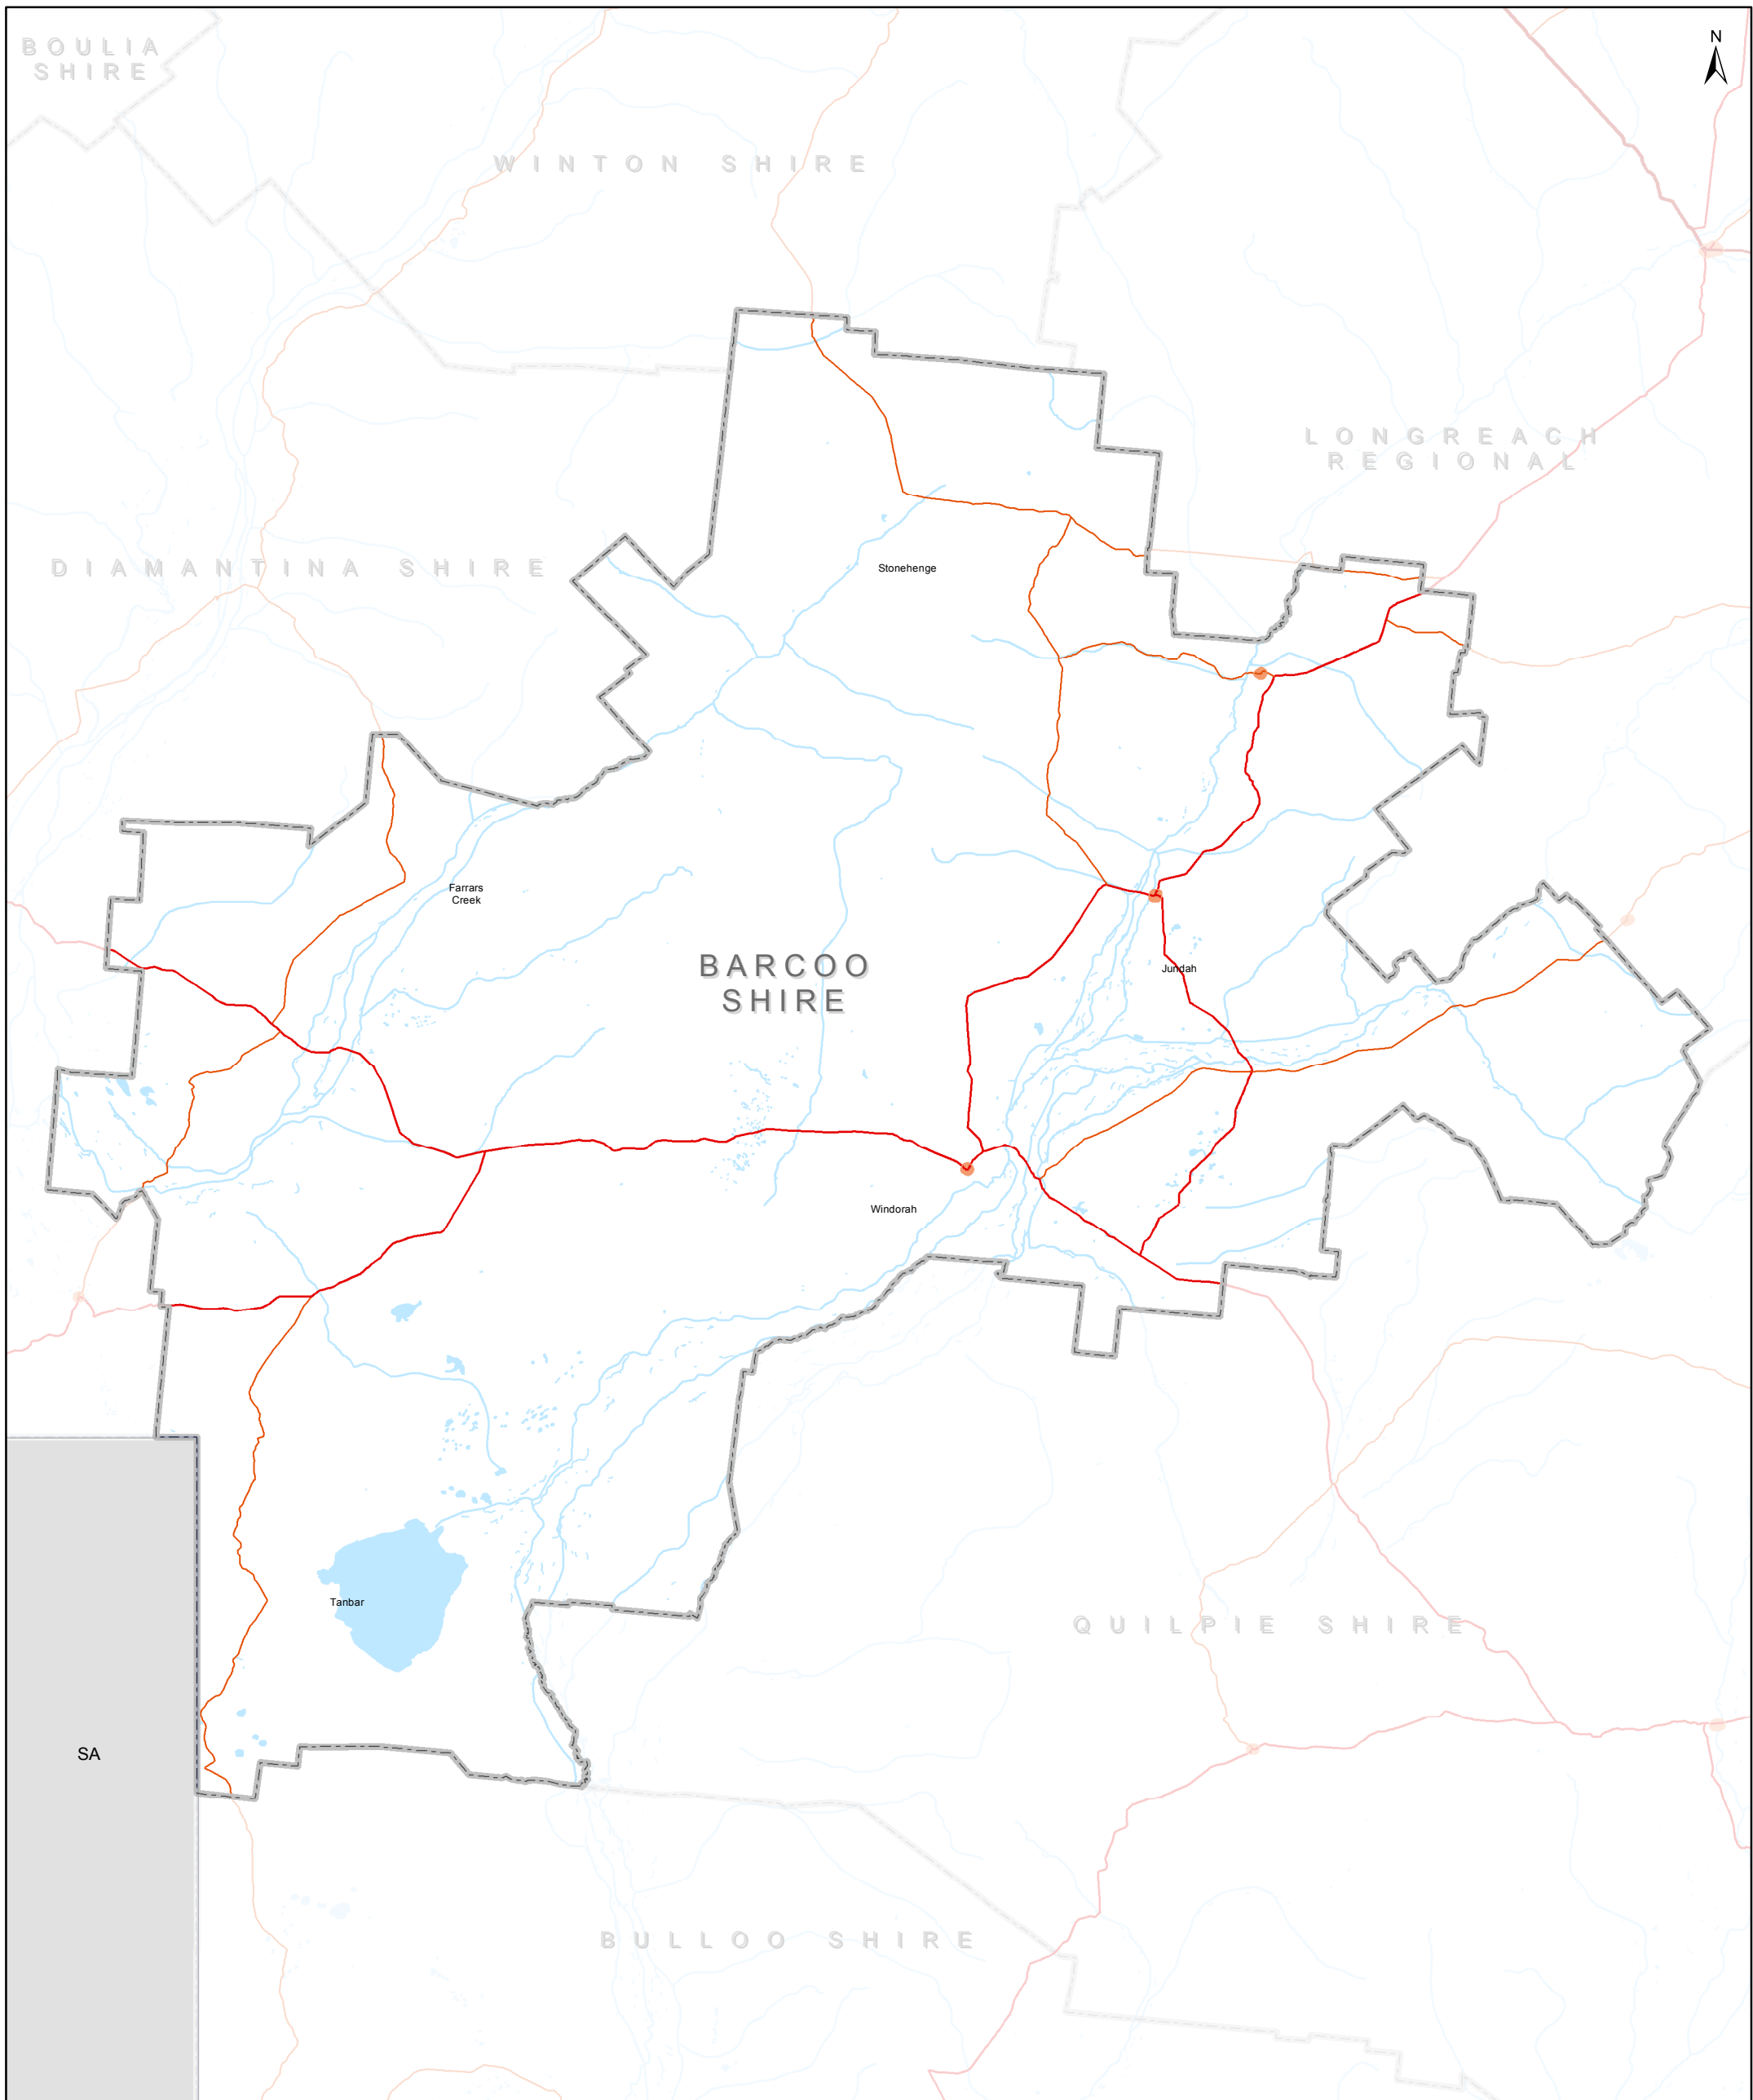 BOULIA
SHIRE
N
WINTON SHIRE
LONGREACH
REGIONAL
DIAMANTINA SHIRE
Stonehenge
Farrars
Creek
BARCOO
SHIRE
Jundah
Windorah
Tanbar
QUILPIE SHIRE
SA
BULLOO SHIRE